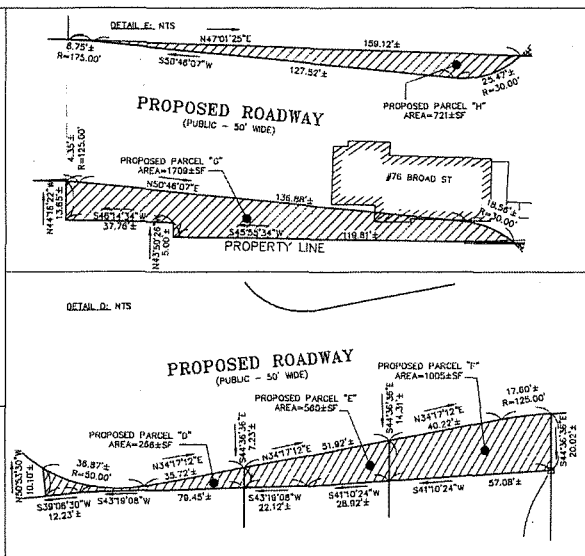 DETAIL E: NTS
N47°01'25"E
159.12'±
8.75'±
R=175.00'
S50°46'07"W
127.52'±
25.47'±
R=30.00'
PROPOSED PARCEL "H"
AREA=721±SF
PROPOSED ROADWAY
(PUBLIC - 50' WIDE)
4.35'±
R=125.00'
PROPOSED PARCEL "G"
AREA=1709±SF
#76 BROAD ST
N50°46'07"E
136.88'±
18.56'±
R=30.00'
N44°16'22"W
13.65'±
S46°14'34"W
37.76'±
N43°50'26"
5.00'±
S45°55'34"W
119.81'±
PROPERTY LINE
DETAIL D: NTS
PROPOSED ROADWAY
(PUBLIC - 50' WIDE)
PROPOSED PARCEL "F"
AREA=1005±SF
PROPOSED PARCEL "E"
AREA=560±SF
PROPOSED PARCEL "D"
AREA=266±SF
S44°36'36"E
7.23'±
S44°36'36"E
14.31'±
17.60'±
R=125.00'
N34°17'12"E
40.22'±
N34°17'12"E
51.92'±
N34°17'12"E
35.72'±
36.87'±
R=50.00'
N50°53'30"W
10.10'±
S44°36'36"E
20.02'±
S39°06'30"W
12.23'±
S43°19'08"W
79.45'±
S43°19'08"W
22.12'±
S41°10'24"W
28.92'±
S41°10'24"W
57.08'±